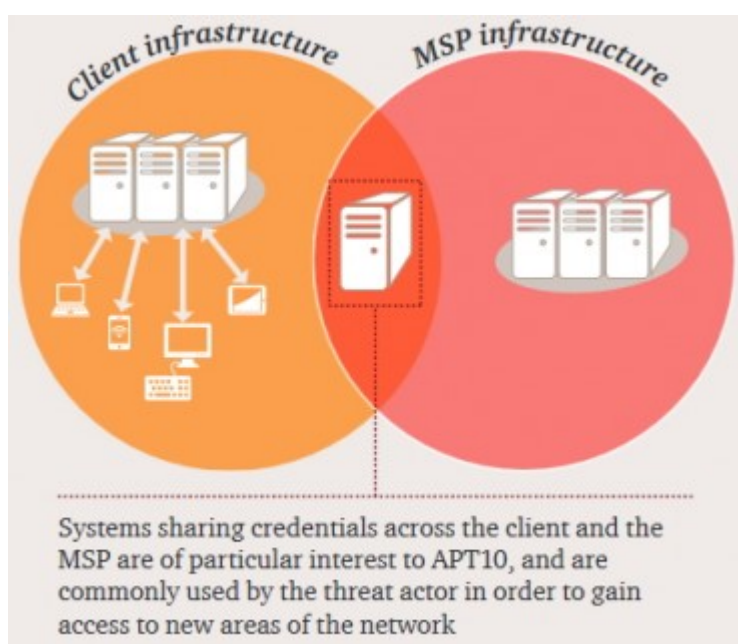 Client infrastructure
MSP infrastructure
Systems sharing credentials across the client and the
MSP are of particular interest to APT10, and are
commonly used by the threat actor in order to gain
access to new areas of the network